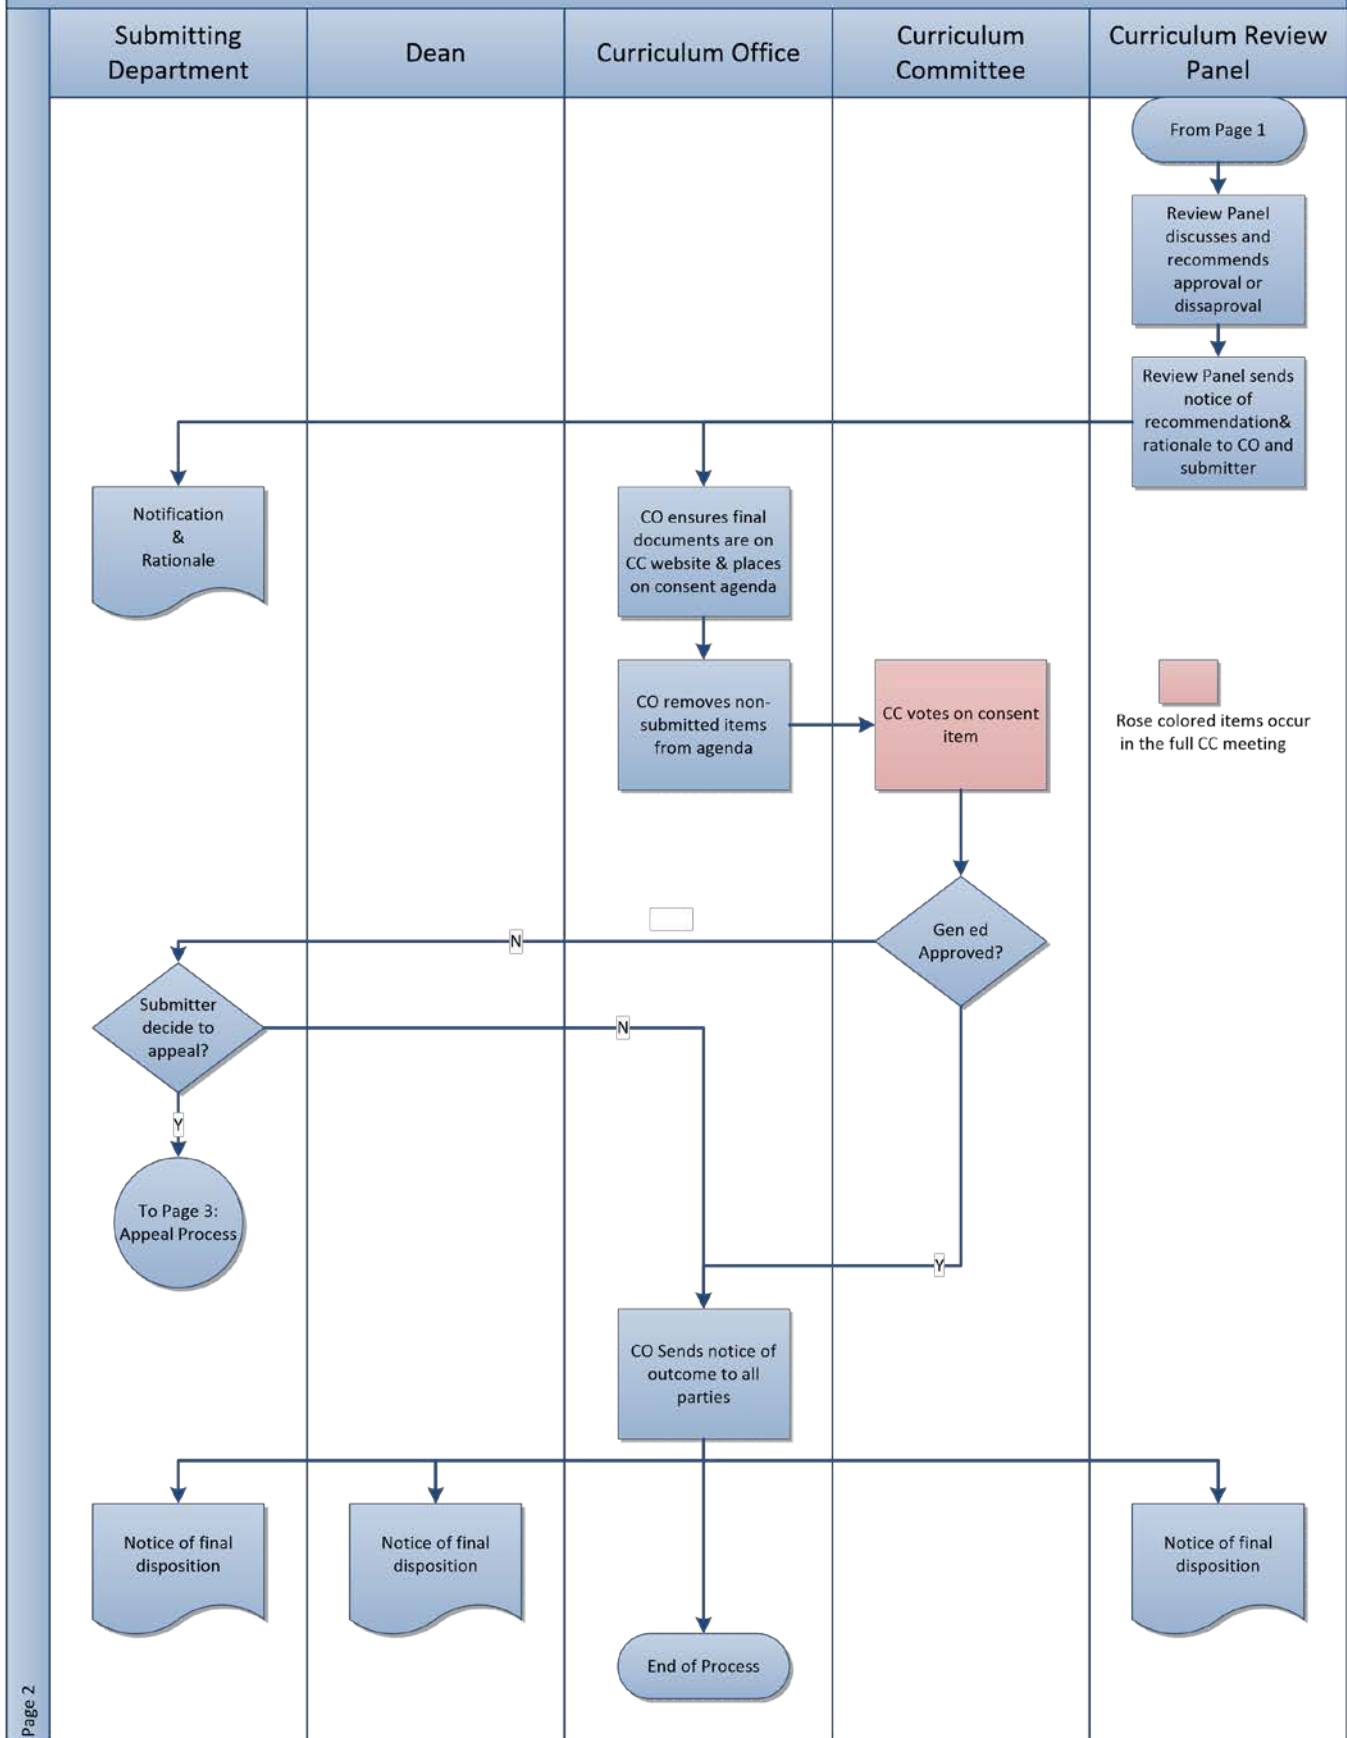 Submitting
Department
Dean
Curriculum Office
Curriculum
Committee
Curriculum Review
Panel
From Page 1
Review Panel
discusses and
recommends
approval or
dissaproval
Review Panel sends
notice of
recommendation&
rationale to CO and
submitter
Notification
&
Rationale
CO ensures final
documents are on
CC website & places
on consent agenda
CO removes non-
submitted items
from agenda
CC votes on consent
item
Rose colored items occur
in the full CC meeting
Gen ed
Approved?
N
Submitter
decide to
appeal?
N
Y
To Page 3:
Appeal Process
Y
CO Sends notice of
outcome to all
parties
Notice of final
disposition
Notice of final
disposition
Notice of final
disposition
End of Process
Page 2